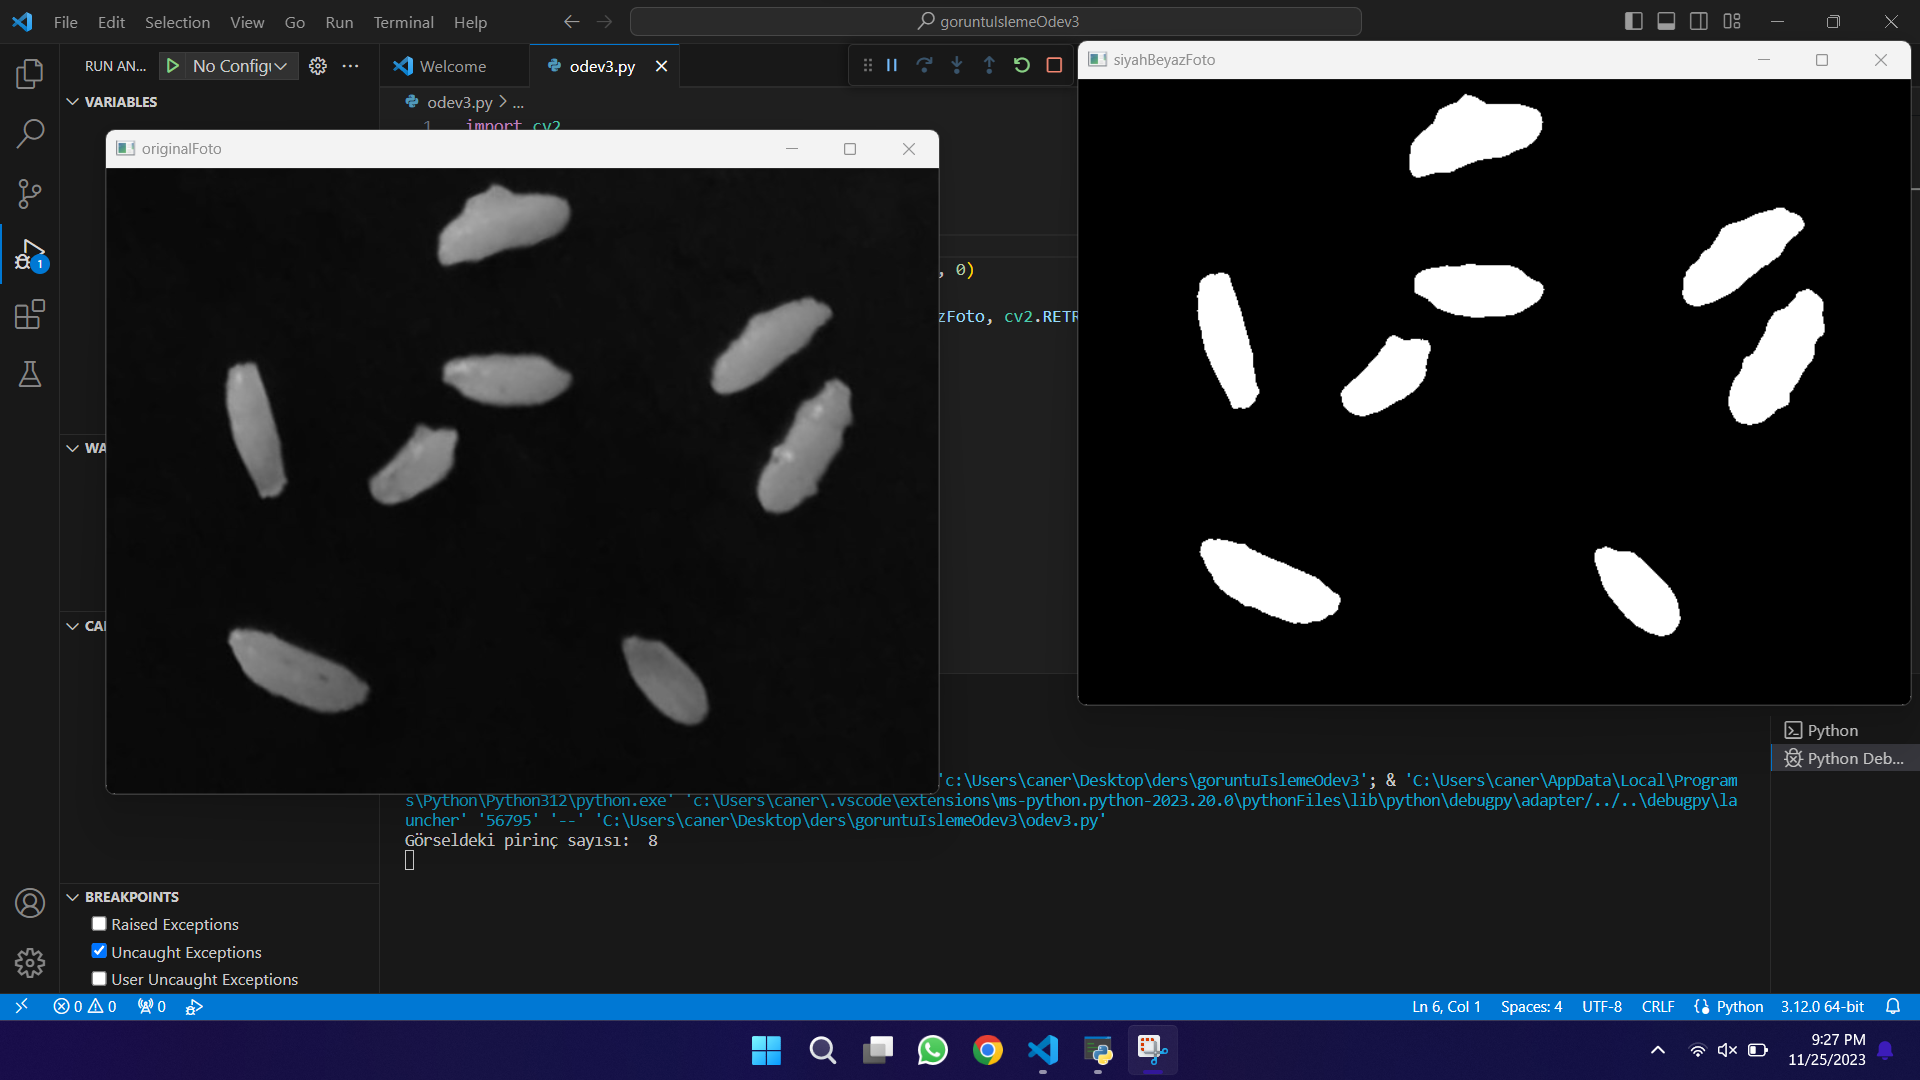 File Edit Selection View Go Run Terminal Help
goruntuIslemeOdev3
RUN AN... No Config
Welcome
odev3.py
siyahBeyazFoto
VARIABLES
odev3.py > ...
1 import cv2
originalFoto
, 0)
zFoto, cv2.RETR
WA
CAL
Python
Python Deb...
'c:\Users\caner\Desktop\ders\goruntuIslemeOdev3'; & 'C:\Users\caner\AppData\Local\Program
s\Python\Python312\python.exe' 'c:\Users\caner\.vscode\extensions\ms-python.python-2023.20.0\pythonFiles\lib\python\debugpy\adapter/../..\debugpy\la
uncher' '56795' '--' 'C:\Users\caner\Desktop\ders\goruntuIslemeOdev3\odev3.py'
Görseldeki pirinç sayısı: 8
BREAKPOINTS
Raised Exceptions
Uncaught Exceptions
User Uncaught Exceptions
1
0 0 0
Ln 6, Col 1 Spaces: 4 UTF-8 CRLF Python 3.12.0 64-bit
9:27 PM
11/25/2023